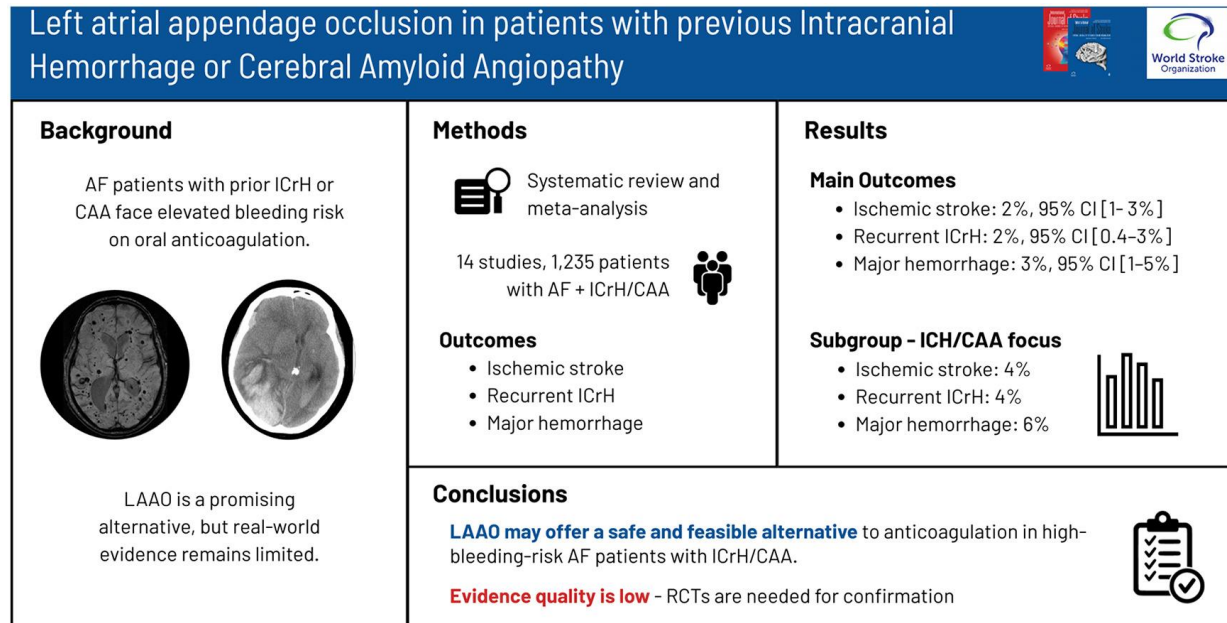 Left atrial appendage occlusion in patients with previous Intracranial
Hemorrhage or Cerebral Amyloid Angiopathy
World Stroke
Organization
Background
AF patients with prior ICrH or
CAA face elevated bleeding risk
on oral anticoagulation.
LAAO is a promising
alternative, but real-world
evidence remains limited.
Methods
Systematic review and
meta-analysis
14 studies, 1,235 patients
with AF + ICrH/CAA
Outcomes
• Ischemic stroke
• Recurrent ICrH
• Major hemorrhage
Results
Main Outcomes
• Ischemic stroke: 2%, 95% CI [1- 3%]
• Recurrent ICrH: 2%, 95% CI [0.4–3%]
• Major hemorrhage: 3%, 95% CI [1–5%]
Subgroup - ICH/CAA focus
• Ischemic stroke: 4%
• Recurrent ICrH: 4%
• Major hemorrhage: 6%
Conclusions
LAAO may offer a safe and feasible alternative to anticoagulation in high-
bleeding-risk AF patients with ICrH/CAA.
Evidence quality is low - RCTs are needed for confirmation